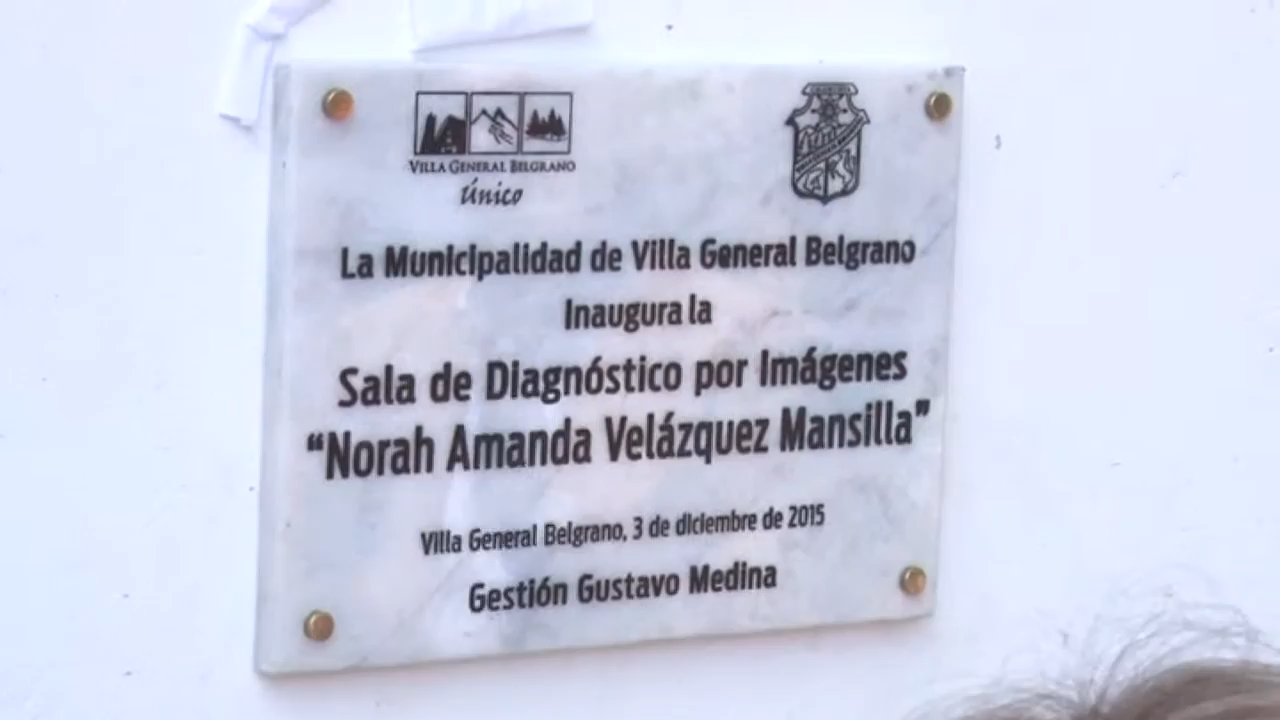 VILLA GENERAL BELGRANO
Único
La Municipalidad de Villa General Belgrano
Inaugura la
Sala de Diagnóstico por Imágenes
“Norah Amanda Velázquez Mansilla”
Villa General Belgrano, 3 de diciembre de 2015
Gestión Gustavo Medina